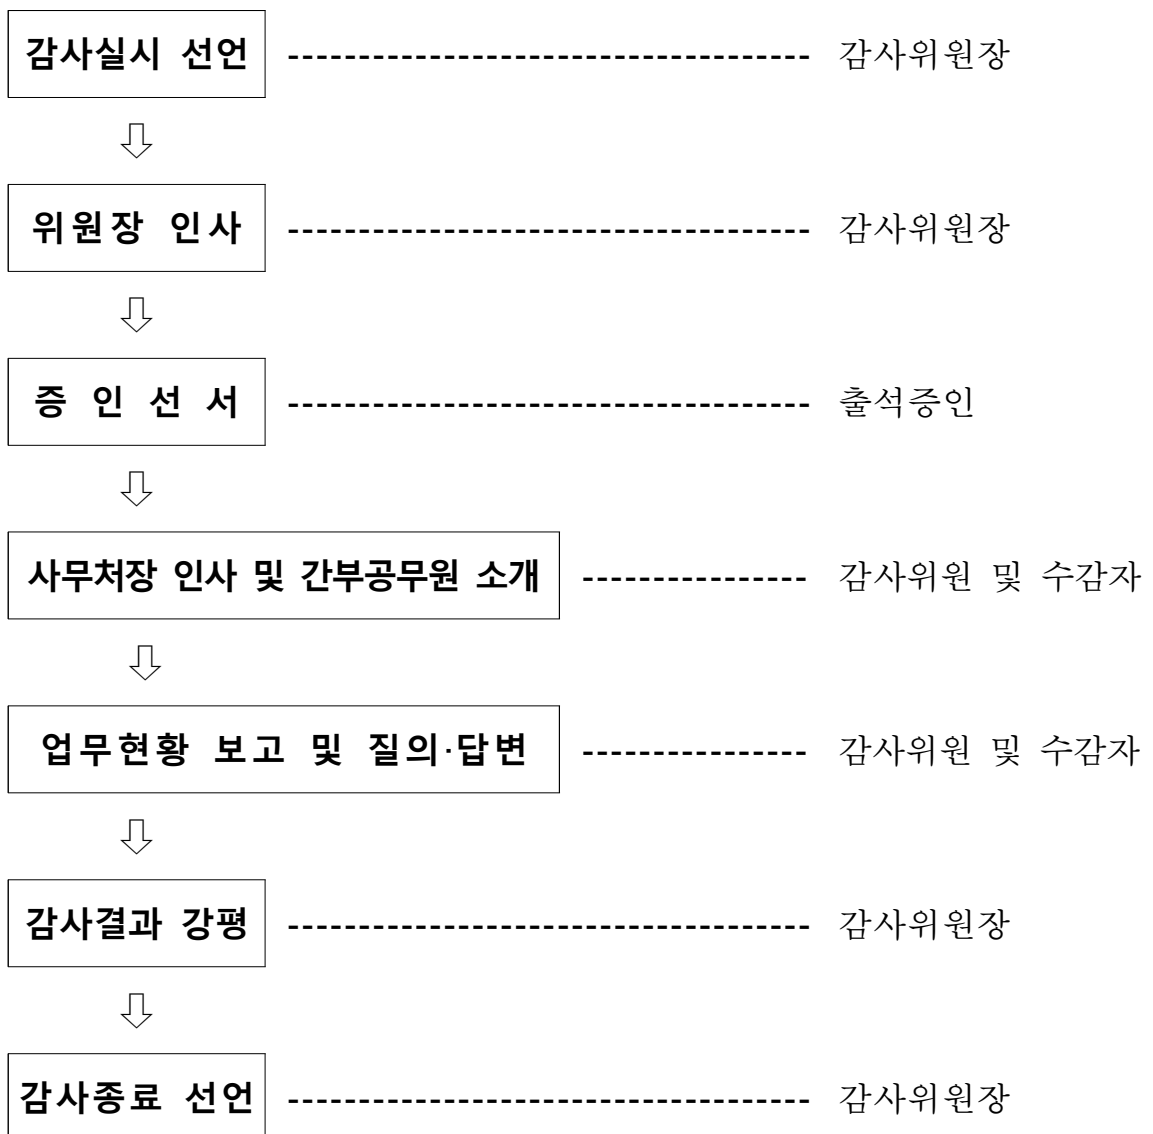 감사실시 선언 ------------------------------------- 감사위원장
⇩
위원장 인사 ------------------------------------- 감사위원장
⇩
증 인 선 서 ------------------------------------- 출석증인
⇩
사무처장 인사 및 간부공무원 소개 ---------------- 감사위원 및 수감자
⇩
업무현황 보고 및 질의·답변 ---------------- 감사위원 및 수감자
⇩
감사결과 강평 ------------------------------------- 감사위원장
⇩
감사종료 선언 ------------------------------------- 감사위원장